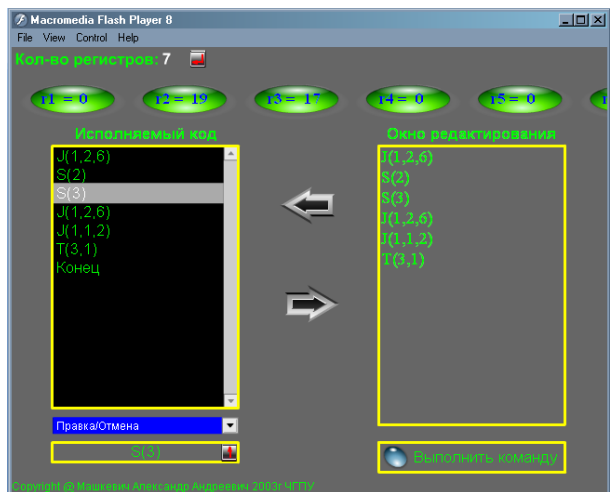 Macromedia Flash Player 8
File View Control Help
Кол-во регистров: 7
r1 = 0 r2 = 19 r3 = 17 r4 = 0 r5 = 0
Исполняемый код
J(1,2,6)
S(2)
S(3)
J(1,2,6)
J(1,1,2)
T(3,1)
Конец
Правка/Отмена
S(3)
Окно редактирования
J(1,2,6)
S(2)
S(3)
J(1,2,6)
J(1,1,2)
T(3,1)
Выполнить команду
Copyright @ Машкевич Александр Андреевич 2003г ЧГПУ